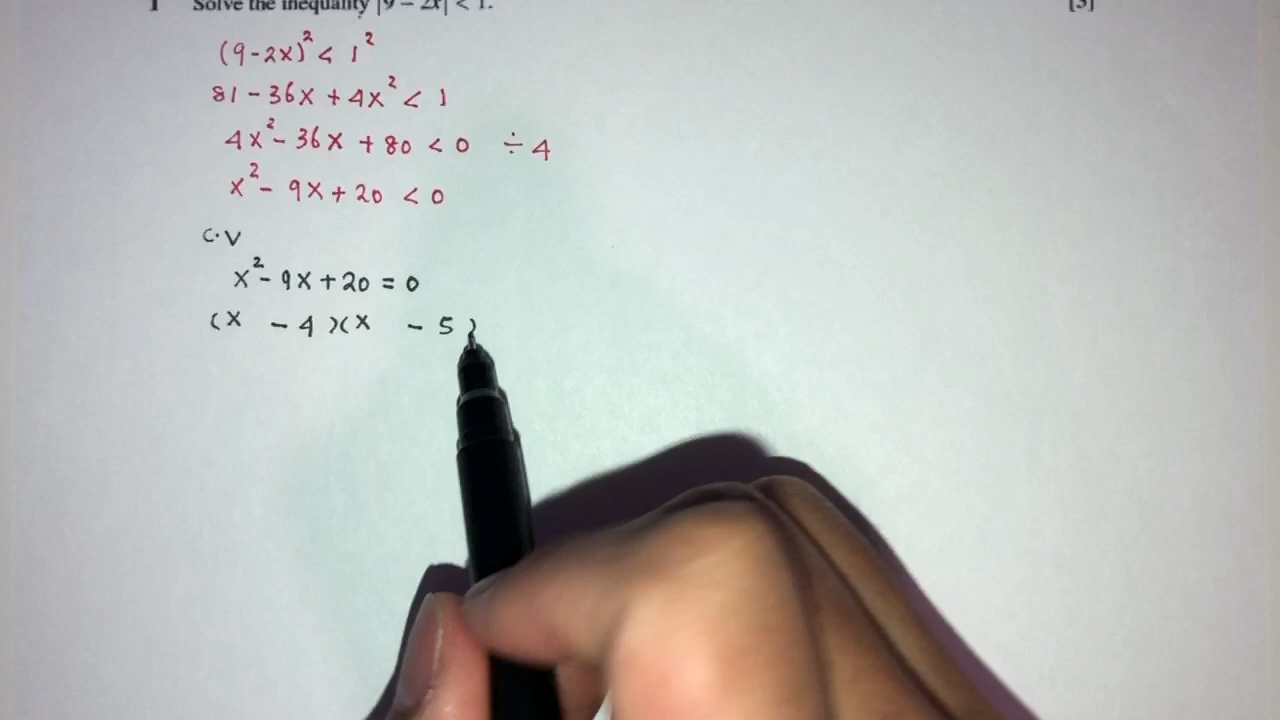 1 Solve the inequality |9 − 2x| < 1. [3]
(9-2x)² < 1²
81 - 36x + 4x² < 1
4x² - 36x + 80 < 0 ÷ 4
x² - 9x + 20 < 0
C.V
x² - 9x + 20 = 0
(x - 4)(x - 5)